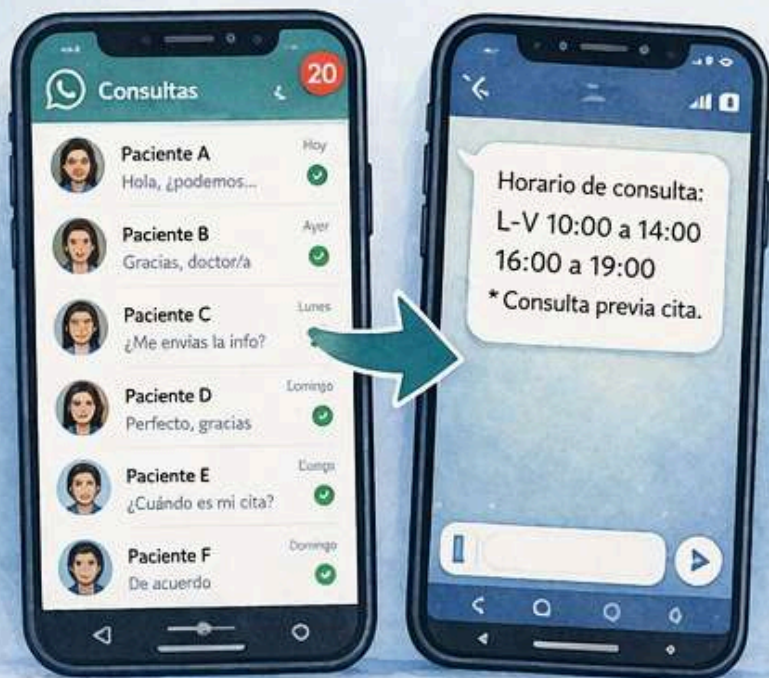 Consultas
20
Paciente A
Hoy
Hola, ¿podemos...
Paciente B
Ayer
Gracias, doctor/a
Paciente C
Lunes
¿Me envias la info?
Paciente D
Domingo
Perfecto, gracias
Paciente E
¿Cuándo es mi cita?
Paciente F
Domingo
De acuerdo
Horario de consulta:
L-V 10:00 a 14:00
16:00 a 19:00
* Consulta previa cita.